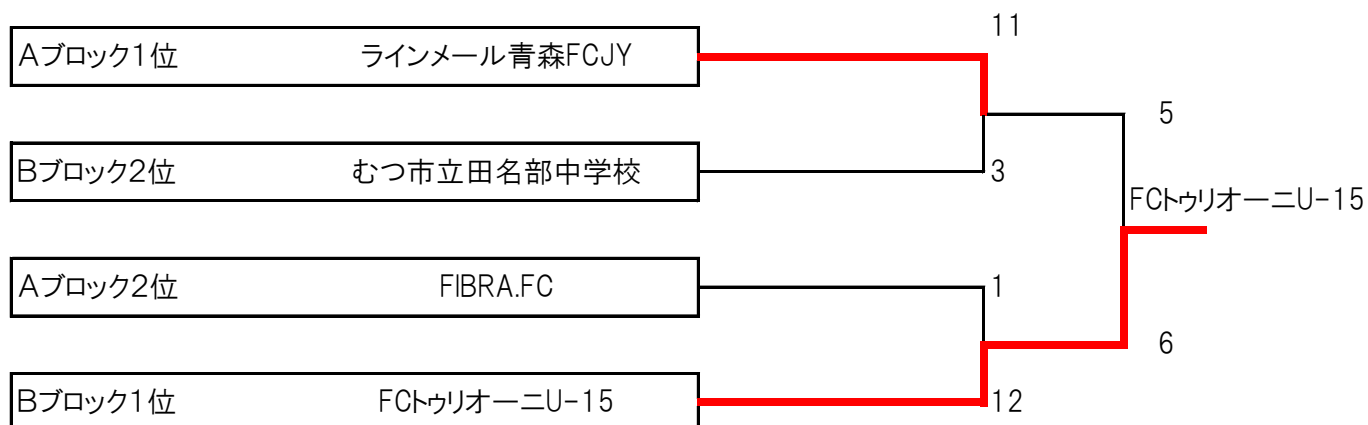 11
Aブロック1位 ラインメール青森FCJY
5
Bブロック2位 むつ市立田名部中学校
3
FCトゥリオーニU-15
Aブロック2位 FIBRA.FC
1
6
Bブロック1位 FCトゥリオーニU-15
12